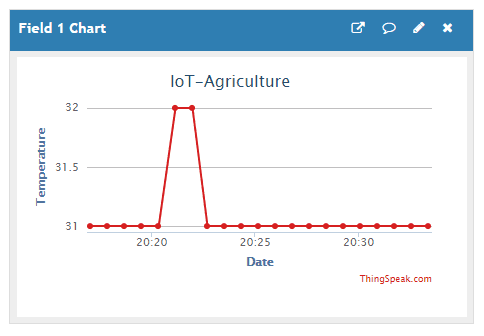 Field 1 Chart
IoT-Agriculture
32
31.5
31
Temperature
20:20 20:25 20:30
Date
ThingSpeak.com